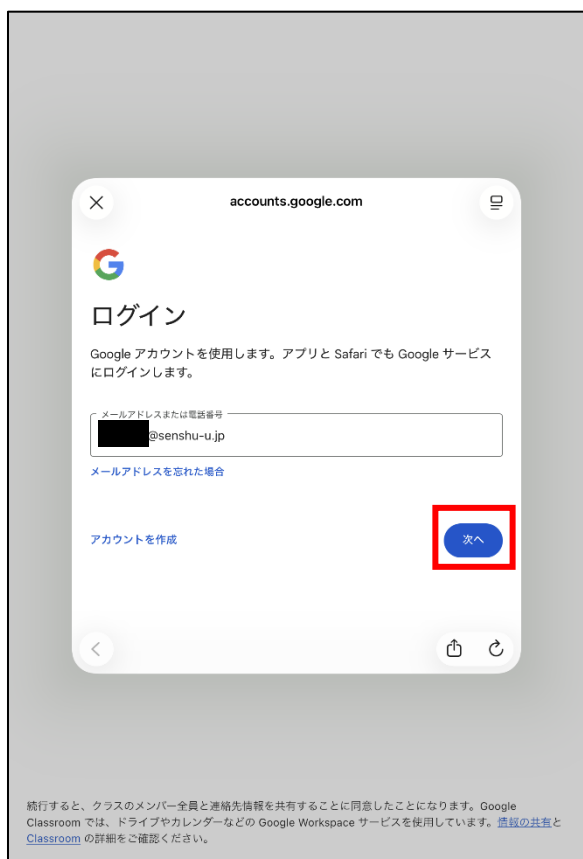 accounts.google.com
ログイン
Google アカウントを使用します。アプリと Safari でも Google サービス
にログインします。
メールアドレスまたは電話番号
@senshu-u.jp
メールアドレスを忘れた場合
アカウントを作成
次へ
続行すると、クラスのメンバー全員と連絡先情報を共有することに同意したことになります。Google
Classroom では、ドライブやカレンダーなどの Google Workspace サービスを使用しています。情報の共有と
Classroom の詳細をご確認ください。